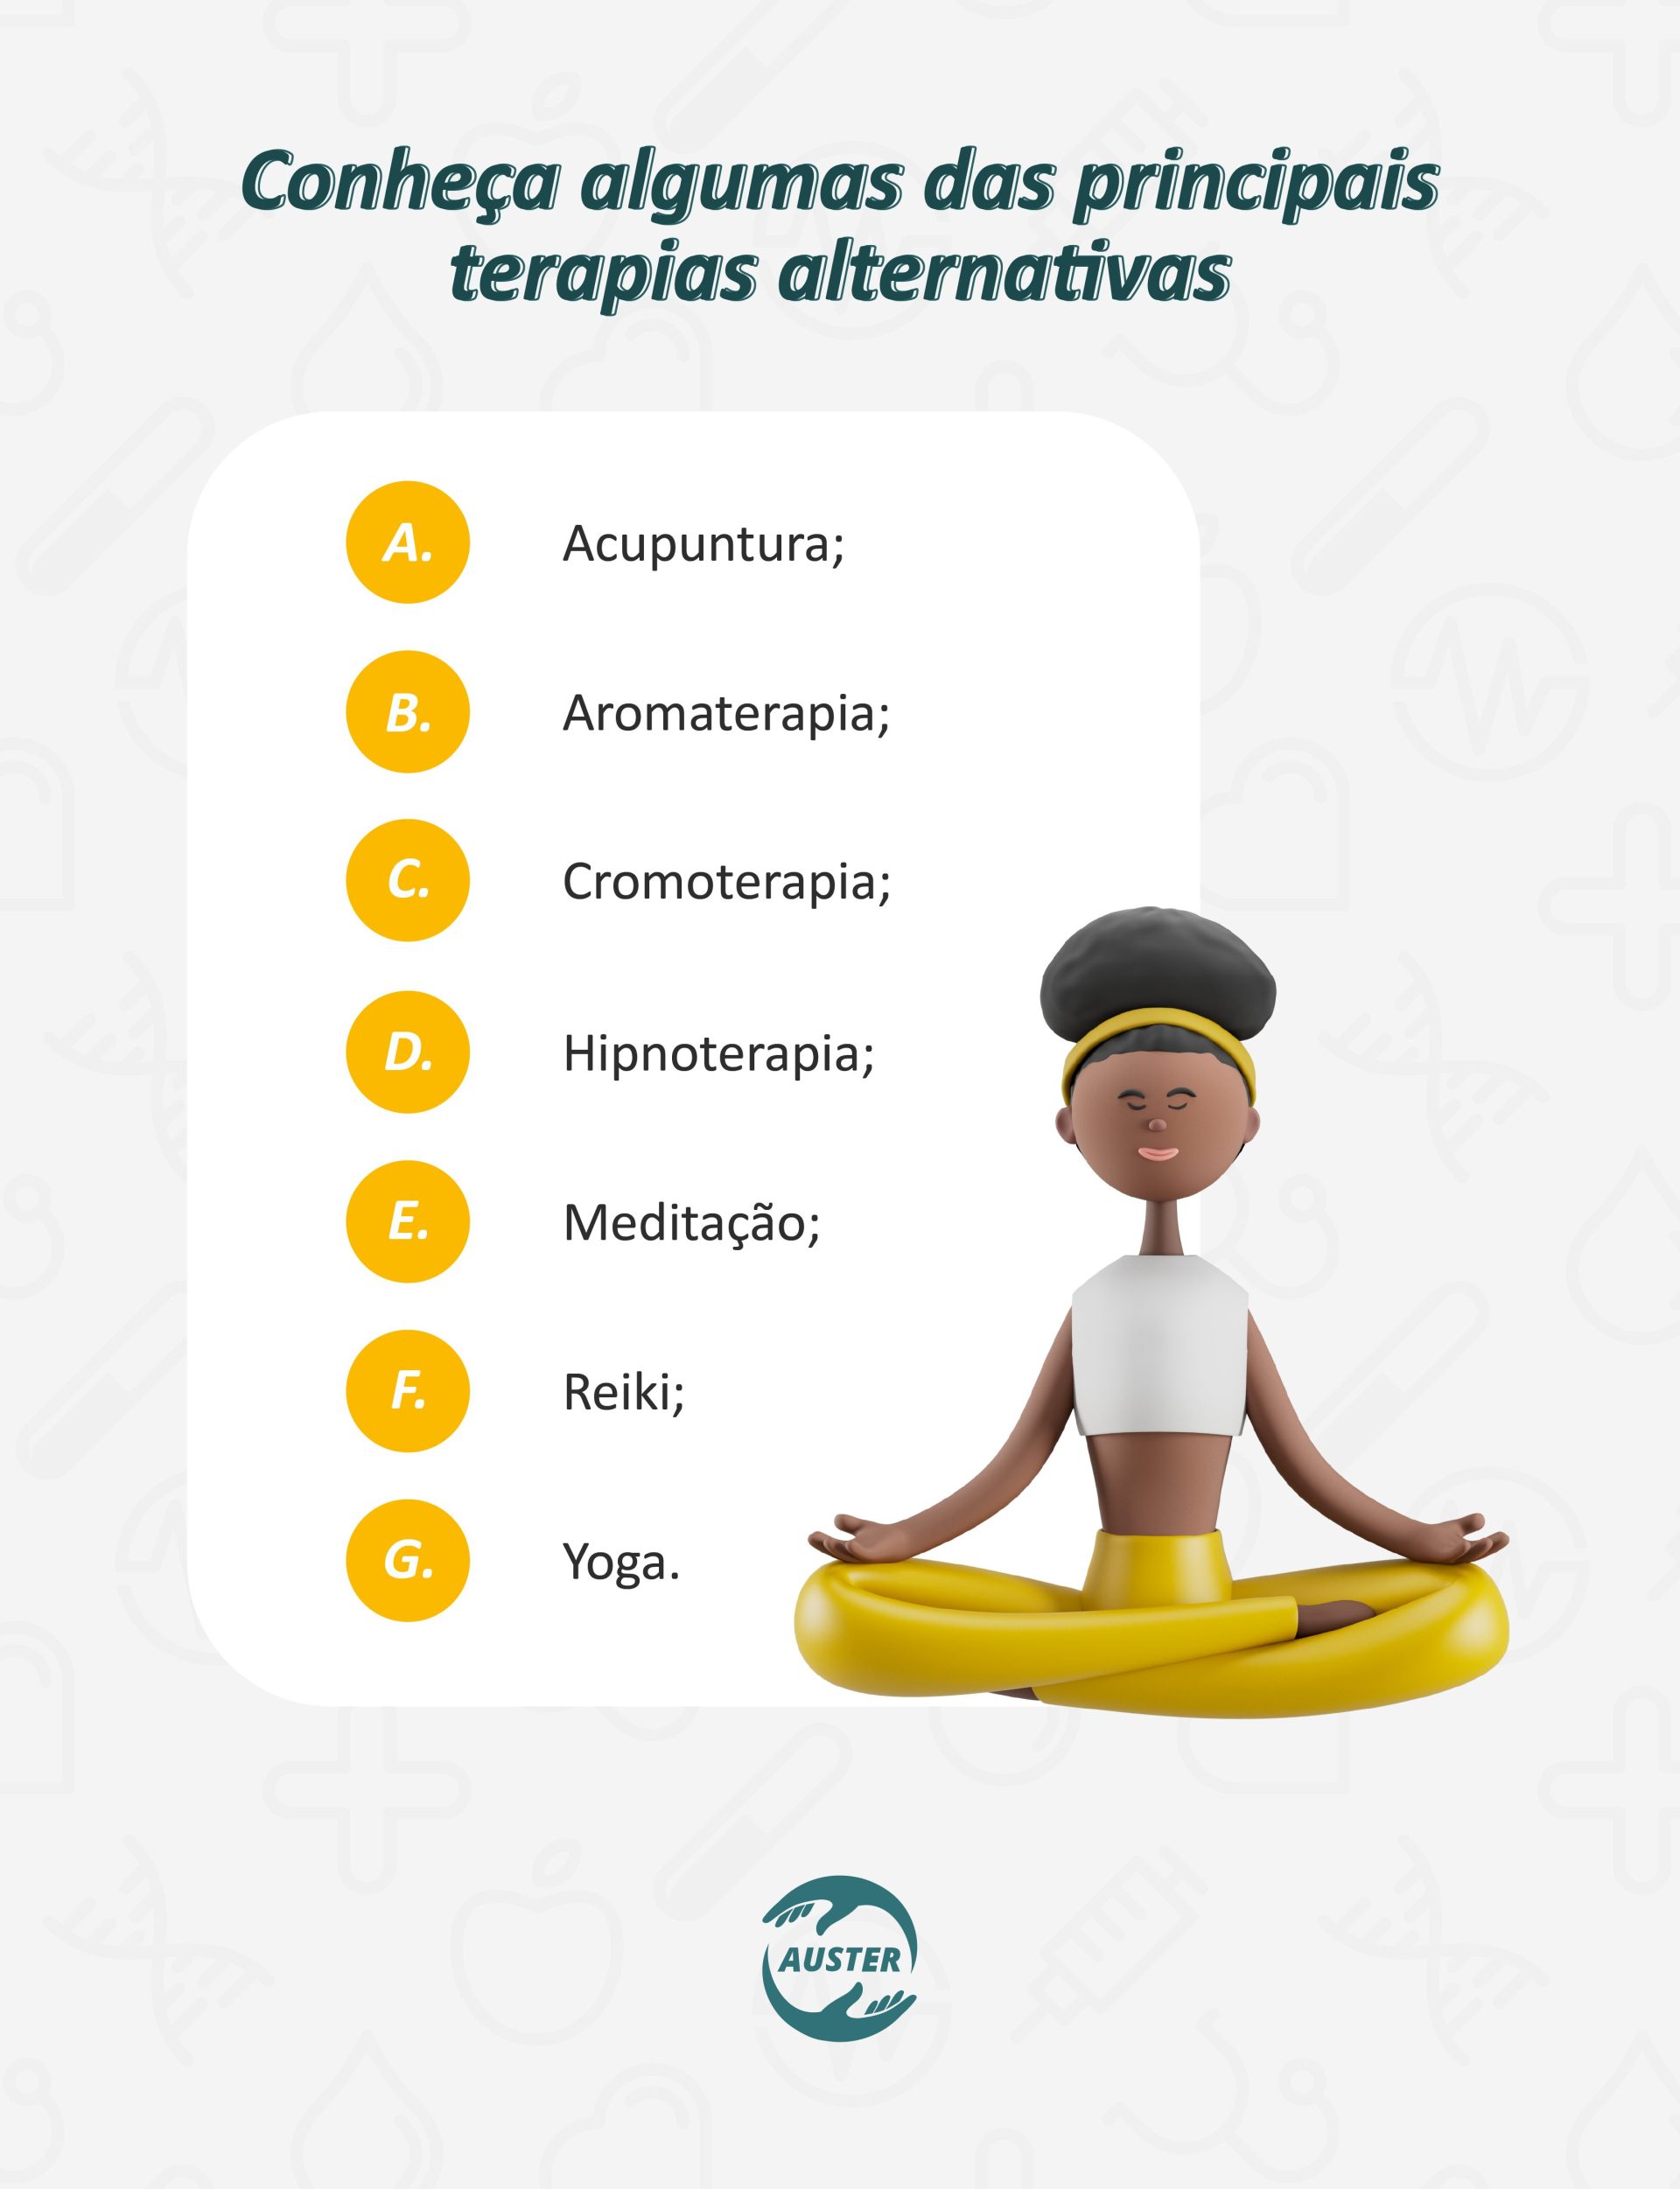 Conheça algumas das principais
terapias alternativas
A. Acupuntura;
B. Aromaterapia;
C. Cromoterapia;
D. Hipnoterapia;
E. Meditação;
F. Reiki;
G. Yoga.
AUSTER